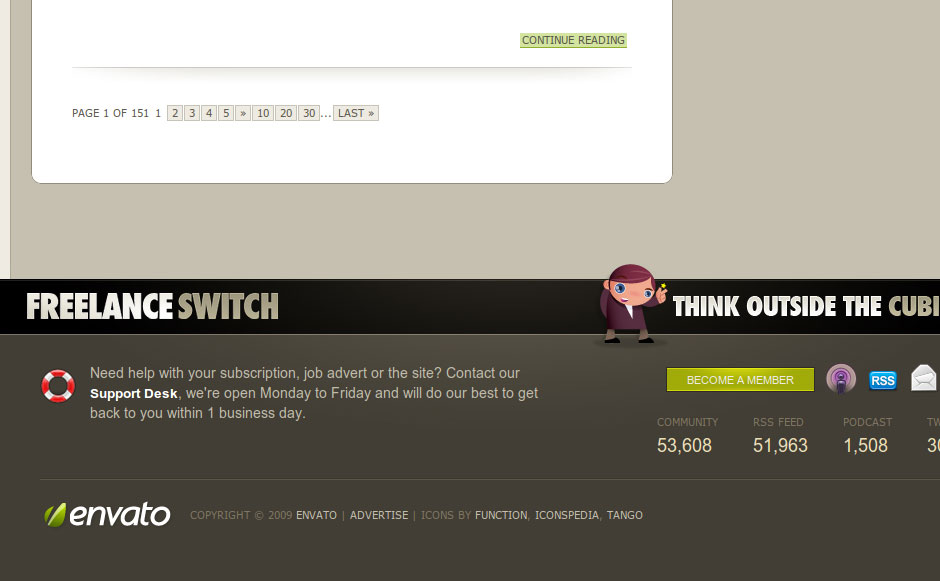 CONTINUE READING
PAGE 1 OF 151 1 2 3 4 5 » 10 20 30 ... LAST »
FREELANCE SWITCH
THINK OUTSIDE THE CUBI
Need help with your subscription, job advert or the site? Contact our
Support Desk, we're open Monday to Friday and will do our best to get
back to you within 1 business day.
BECOME A MEMBER
RSS
COMMUNITY RSS FEED PODCAST TW
53,608 51,963 1,508 30
envato
COPYRIGHT © 2009 ENVATO | ADVERTISE | ICONS BY FUNCTION, ICONSPEDIA, TANGO